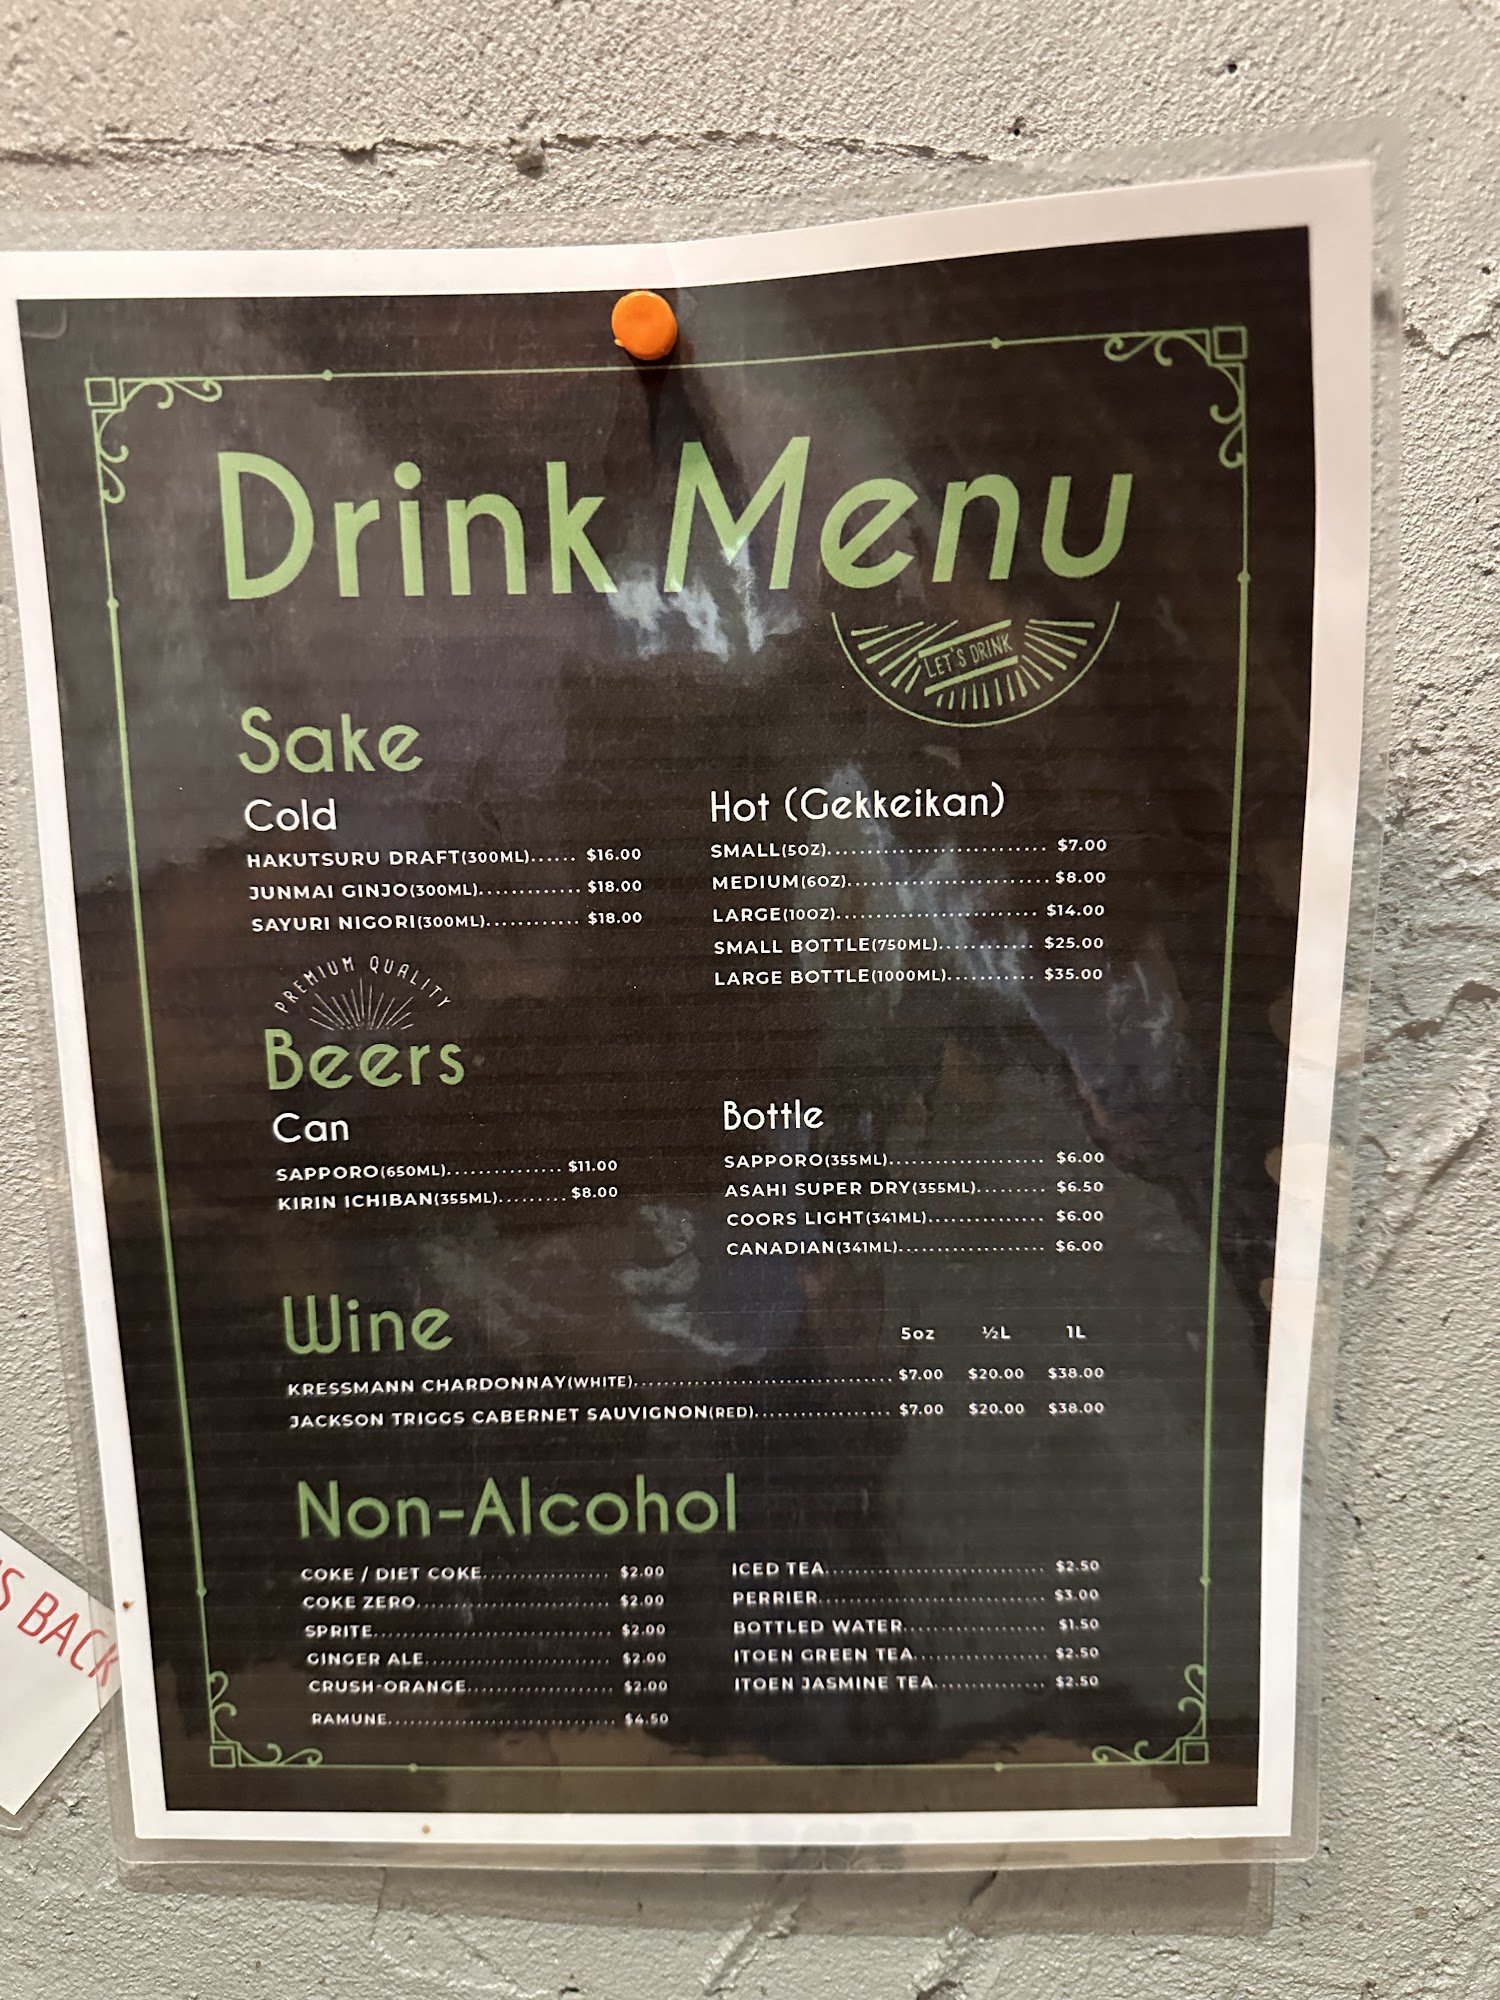 Drink Menu
LET'S DRINK
Sake
Cold
HAKUTSURU DRAFT(300ML)...... $16.00
JUNMAI GINJO(300ML)............. $18.00
SAYURI NIGORI(300ML)............ $18.00
Hot (Gekkeikan)
SMALL(5OZ)........................... $7.00
MEDIUM(6OZ)......................... $8.00
LARGE(10OZ)......................... $14.00
SMALL BOTTLE(750ML)............ $25.00
LARGE BOTTLE(1000ML)........... $35.00
PREMIUM QUALITY
Beers
Can
SAPPORO(650ML)............... $11.00
KIRIN ICHIBAN(355ML)......... $8.00
Bottle
SAPPORO(355ML)..................... $6.00
ASAHI SUPER DRY(355ML)......... $6.50
COORS LIGHT(341ML)................ $6.00
CANADIAN(341ML).................... $6.00
Wine
5oz ½L 1L
KRESSMANN CHARDONNAY(WHITE).................................. $7.00 $20.00 $38.00
JACKSON TRIGGS CABERNET SAUVIGNON(RED).................. $7.00 $20.00 $38.00
Non-Alcohol
COKE / DIET COKE................. $2.00
COKE ZERO.......................... $2.00
SPRITE................................ $2.00
GINGER ALE......................... $2.00
CRUSH-ORANGE.................... $2.00
RAMUNE............................... $4.50
ICED TEA.............................. $2.50
PERRIER............................... $3.00
BOTTLED WATER.................... $1.50
ITOEN GREEN TEA.................. $2.50
ITOEN JASMINE TEA............... $2.50
BACK